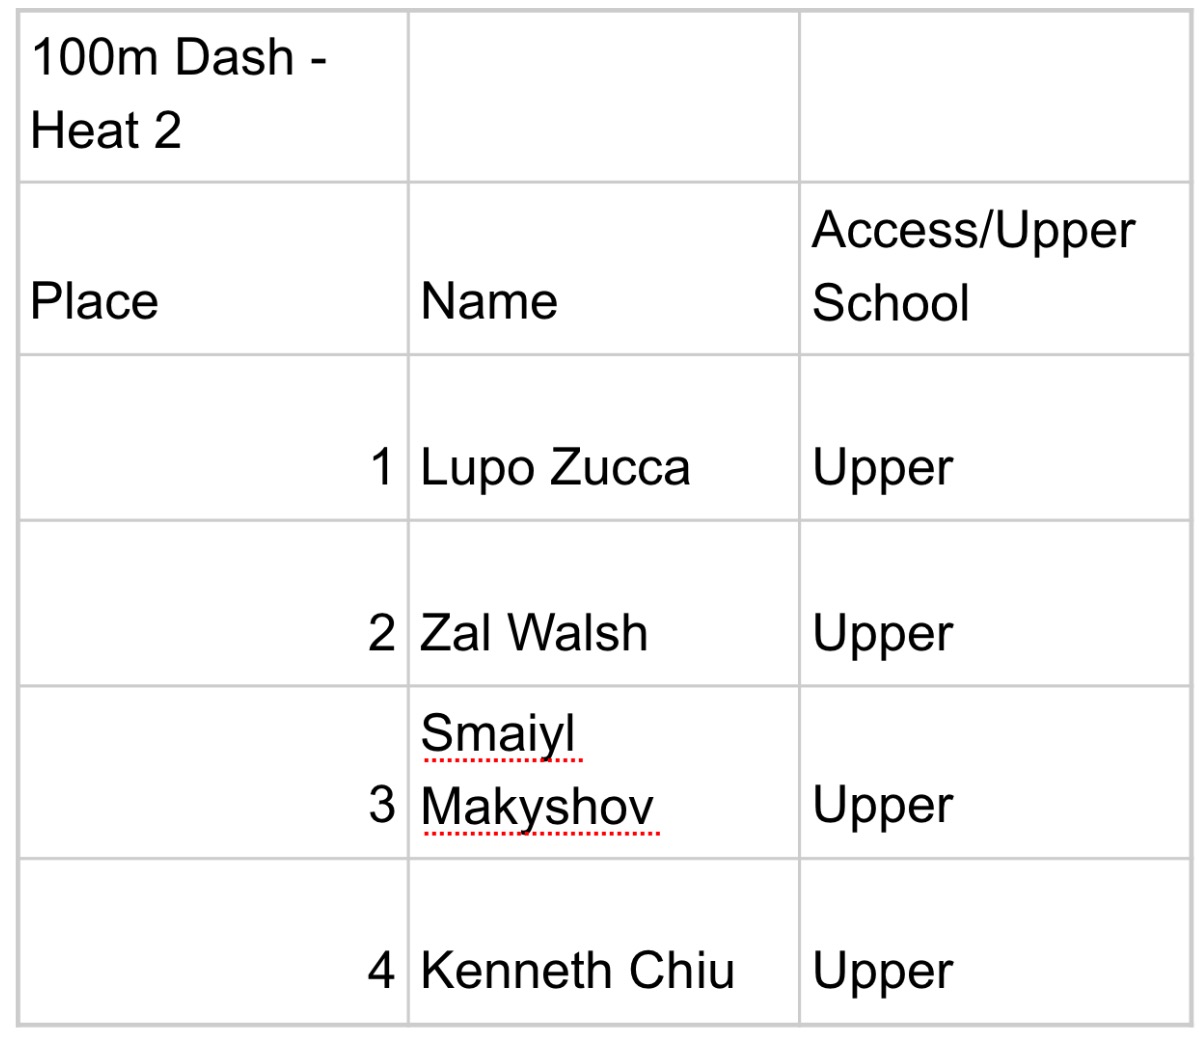 100m Dash -
Heat 2
Place
Name
Access/Upper
School
1 Lupo Zucca Upper
2 Zal Walsh Upper
Smaiyl
3 Makyshov Upper
4 Kenneth Chiu Upper